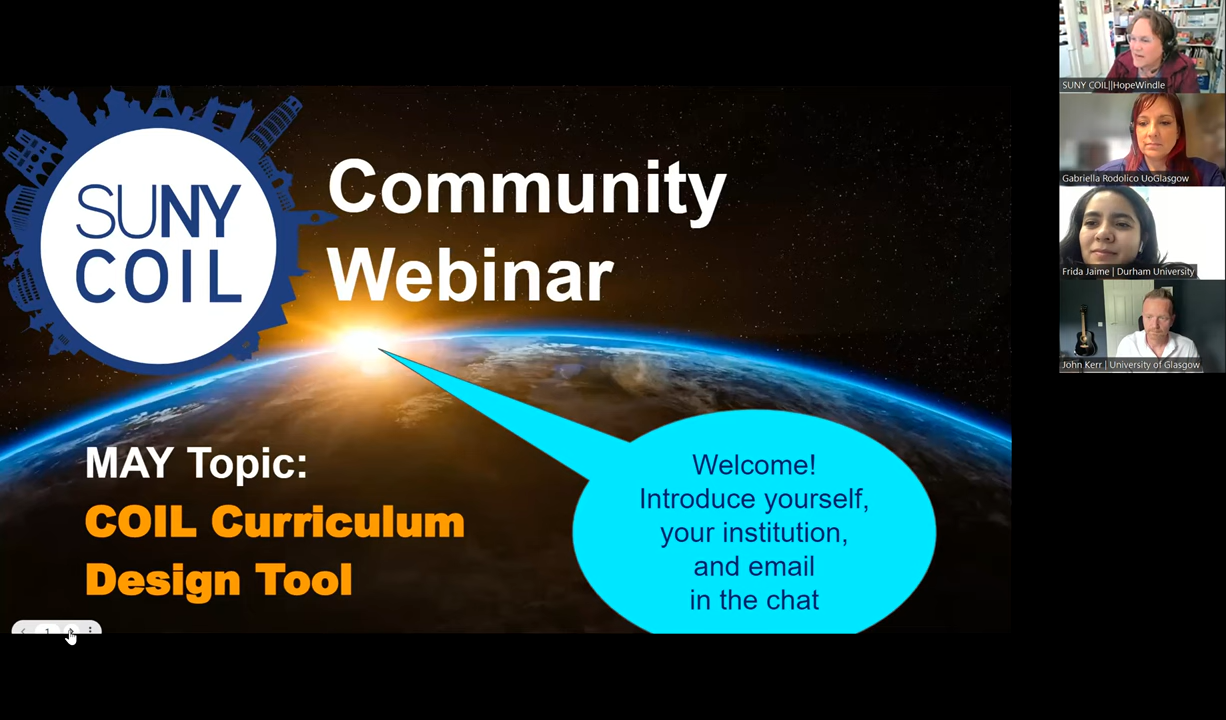 SUNY
COIL
Community
Webinar
MAY Topic:
COIL Curriculum
Design Tool
Welcome!
Introduce yourself,
your institution,
and email
in the chat
1
SUNY COIL||HopeWindle
Gabriella Rodolico UoGlasgow
Frida Jaime | Durham University
John Kerr | University of Glasgow